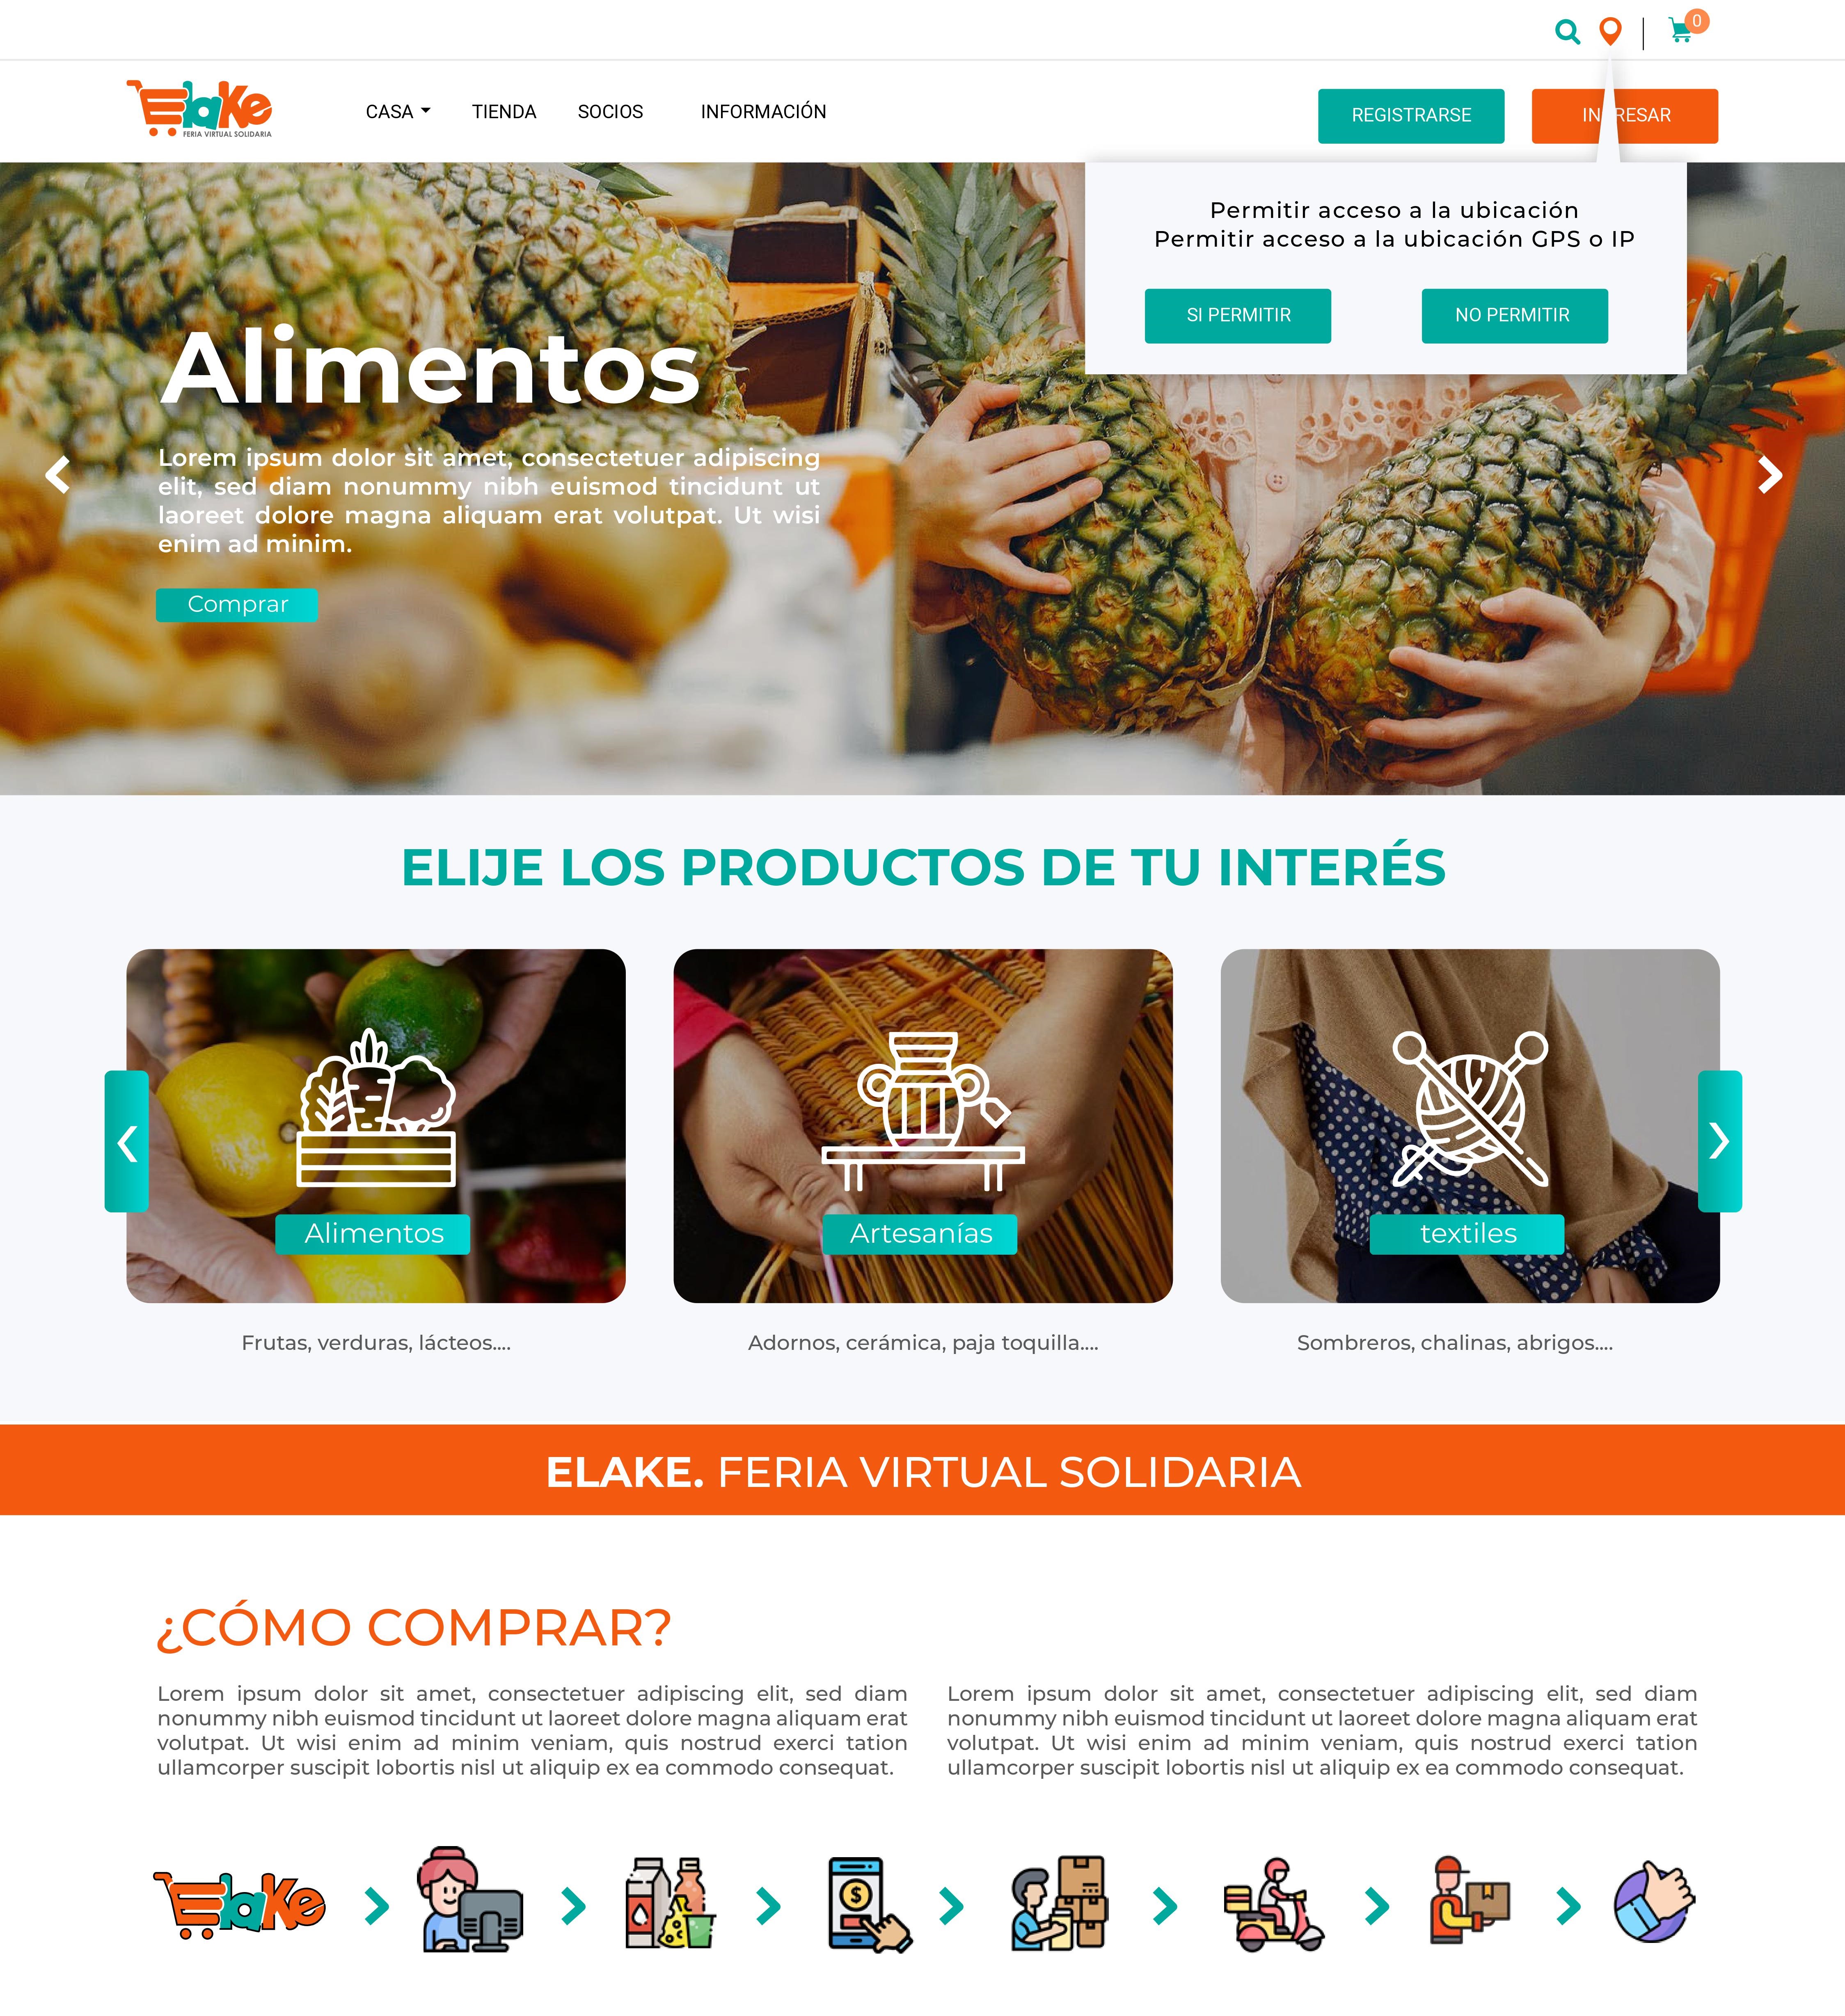 0
Elake
FERIA VIRTUAL SOLIDARIA
CASA
TIENDA
SOCIOS
INFORMACIÓN
REGISTRARSE
IN RESAR
Permitir acceso a la ubicación
Permitir acceso a la ubicación GPS o IP
SI PERMITIR
NO PERMITIR
Alimentos
Lorem ipsum dolor sit amet, consectetuer adipiscing
elit, sed diam nonummy nibh euismod tincidunt ut
laoreet dolore magna aliquam erat volutpat. Ut wisi
enim ad minim.
Comprar
ELIJE LOS PRODUCTOS DE TU INTERÉS
Alimentos
Artesanías
textiles
Frutas, verduras, lácteos....
Adornos, cerámica, paja toquilla....
Sombreros, chalinas, abrigos....
ELAKE. FERIA VIRTUAL SOLIDARIA
¿CÓMO COMPRAR?
Lorem ipsum dolor sit amet, consectetuer adipiscing elit, sed diam
nonummy nibh euismod tincidunt ut laoreet dolore magna aliquam erat
volutpat. Ut wisi enim ad minim veniam, quis nostrud exerci tation
ullamcorper suscipit lobortis nisl ut aliquip ex ea commodo consequat.
Lorem ipsum dolor sit amet, consectetuer adipiscing elit, sed diam
nonummy nibh euismod tincidunt ut laoreet dolore magna aliquam erat
volutpat. Ut wisi enim ad minim veniam, quis nostrud exerci tation
ullamcorper suscipit lobortis nisl ut aliquip ex ea commodo consequat.
Elake
$